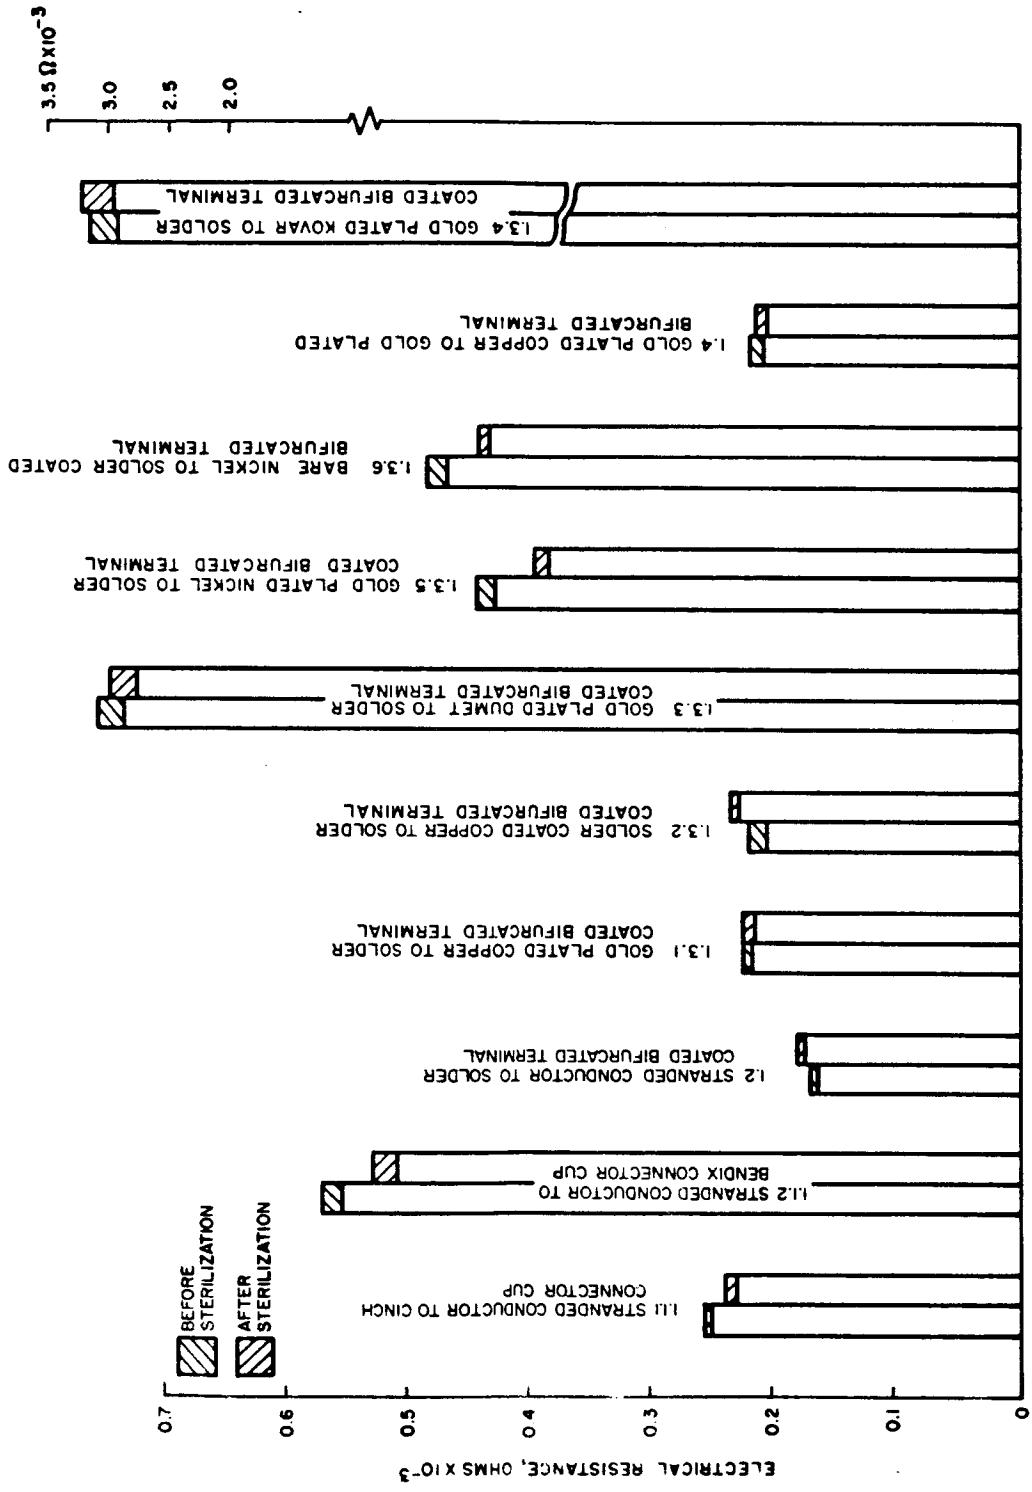 ELECTRICAL RESISTANCE, OHMS X 10⁻³
0.7
0.6
0.5
0.4
0.3
0.2
0.1
0
BEFORE
STERILIZATION
AFTER
STERILIZATION
1.1.1 STRANDED CONDUCTOR TO CINCH
CONNECTOR CUP
1.1.2 STRANDED CONDUCTOR TO
BENDIX CONNECTOR CUP
1.2 STRANDED CONDUCTOR TO SOLDER
COATED BIFURCATED TERMINAL
1.3.1 GOLD PLATED COPPER TO SOLDER
COATED BIFURCATED TERMINAL
1.3.2 SOLDER COATED COPPER TO SOLDER
COATED BIFURCATED TERMINAL
1.3.3 GOLD PLATED DUMET TO SOLDER
COATED BIFURCATED TERMINAL
1.3.5 GOLD PLATED NICKEL TO SOLDER
COATED BIFURCATED TERMINAL
1.3.6 BARE NICKEL TO SOLDER COATED
BIFURCATED TERMINAL
1.4 GOLD PLATED COPPER TO GOLD PLATED
BIFURCATED TERMINAL
1.3.4 GOLD PLATED KOVAR TO SOLDER
COATED BIFURCATED TERMINAL
3.5 Ω X10⁻³
3.0
2.5
2.0